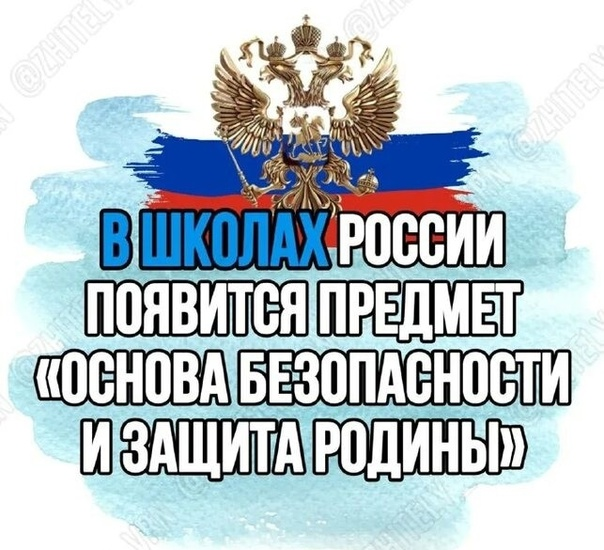 В ШКОЛАХ РОССИИ
ПОЯВИТСЯ ПРЕДМЕТ
«ОСНОВА БЕЗОПАСНОСТИ
И ЗАЩИТА РОДИНЫ»